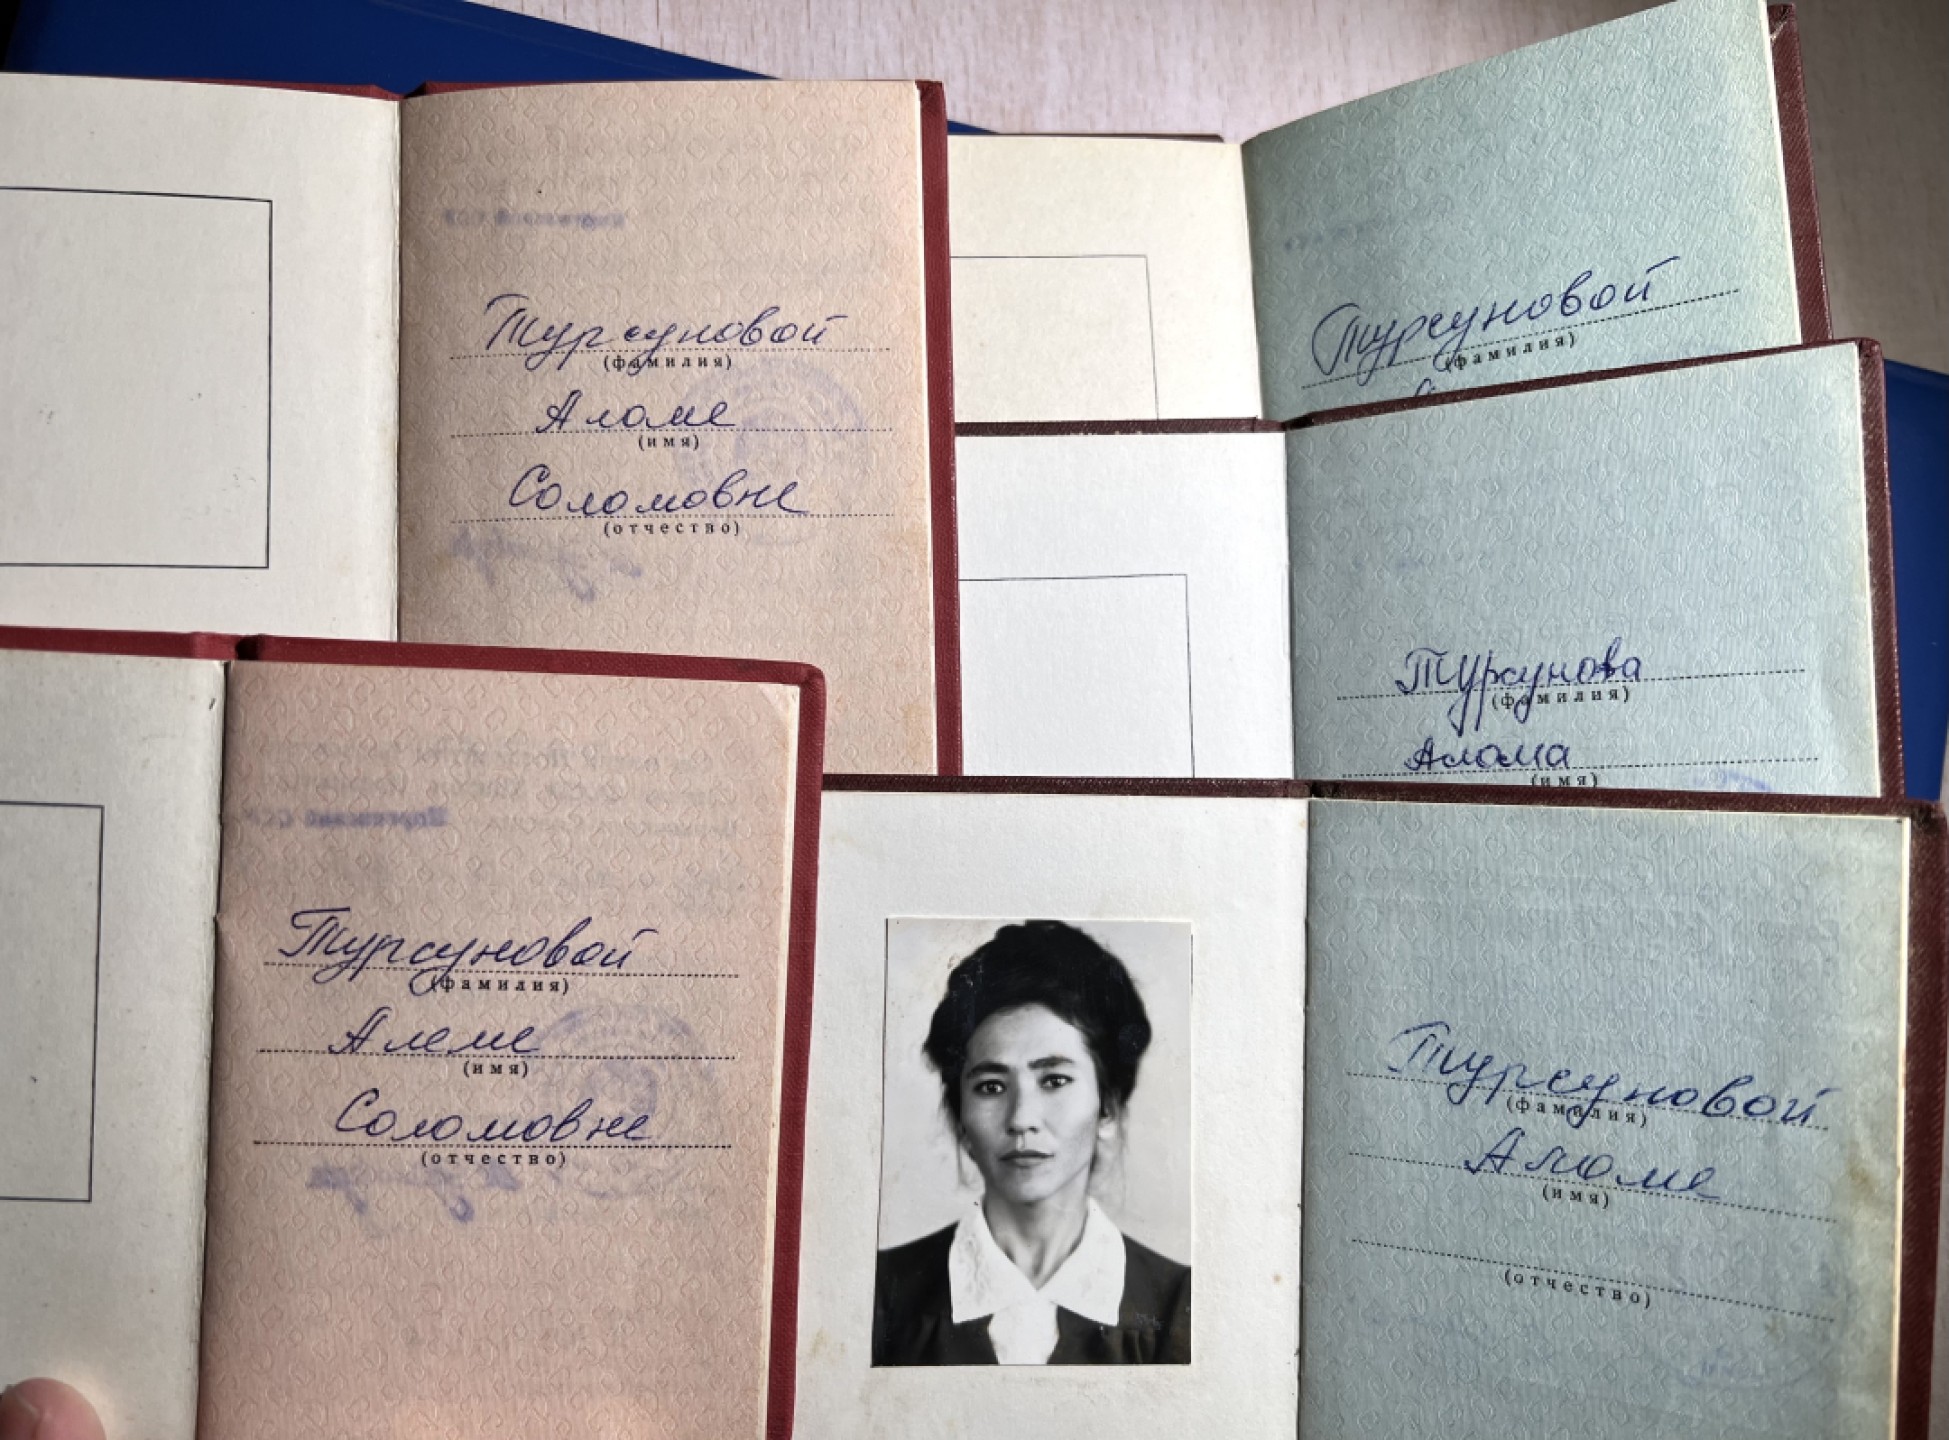 Турсуновой
(фамилия)
Аломе
(имя)
Соломовне
(отчество)
Турсуновой
(фамилия)
Турсунова
(фамилия)
Алома
(имя)
Турсуновой
(фамилия)
Алеме
(имя)
Соломовне
(отчество)
Турсуновой
(фамилия)
Аломе
(имя)
(отчество)